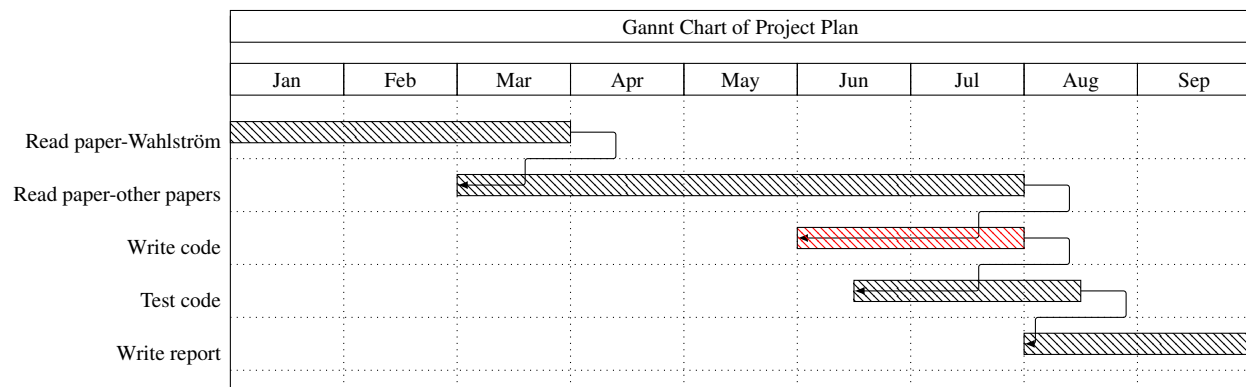 Gannt Chart of Project Plan
Jan Feb Mar Apr May Jun Jul Aug Sep
Read paper-Wahlström
Read paper-other papers
Write code
Test code
Write report